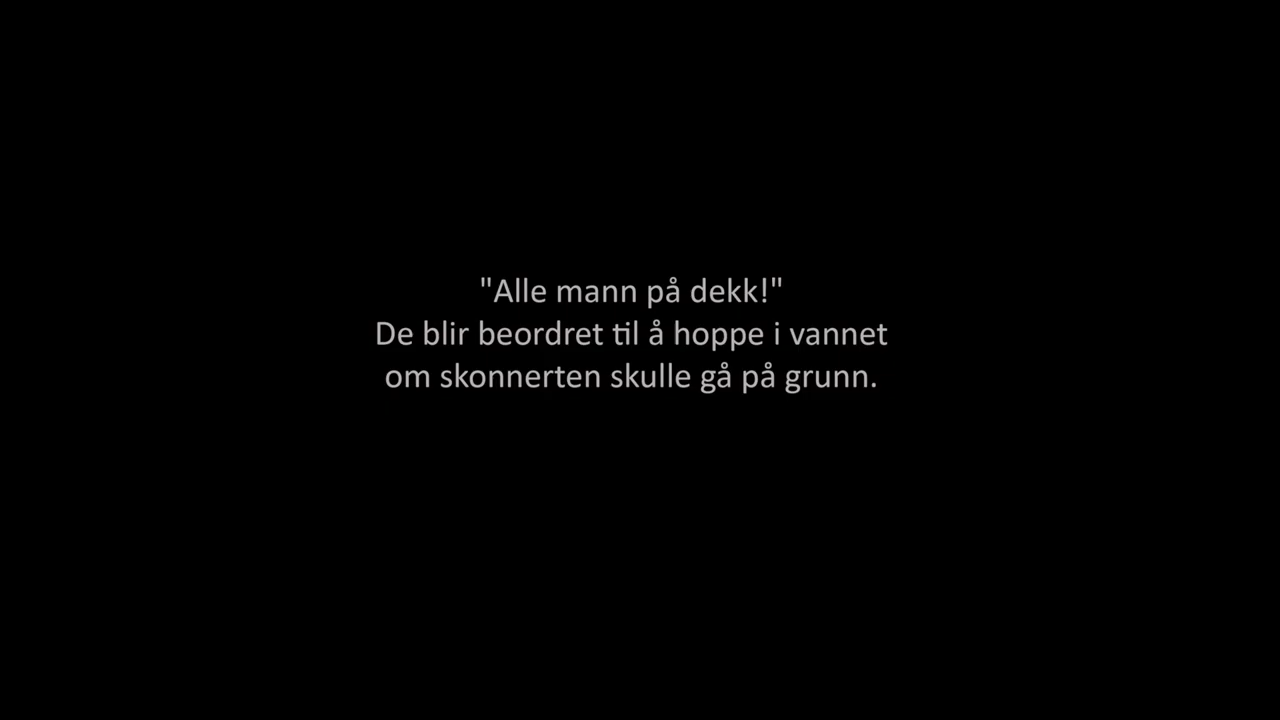 "Alle mann på dekk!"
De blir beordret til å hoppe i vannet
om skonnerten skulle gå på grunn.